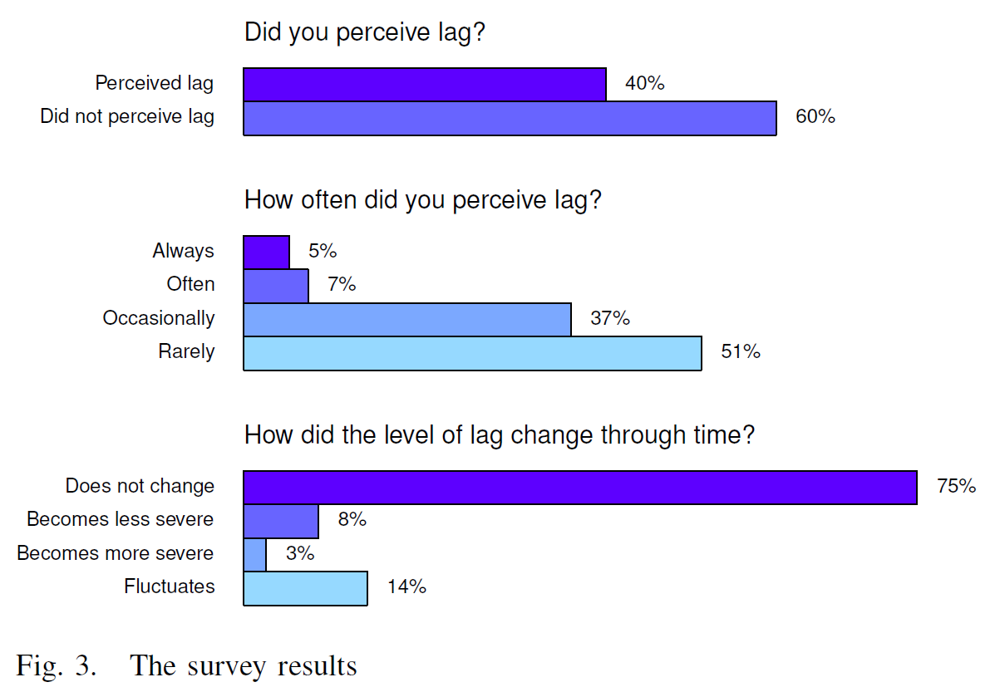 Did you perceive lag?
Perceived lag 40%
Did not perceive lag 60%
How often did you perceive lag?
Always 5%
Often 7%
Occasionally 37%
Rarely 51%
How did the level of lag change through time?
Does not change 75%
Becomes less severe 8%
Becomes more severe 3%
Fluctuates 14%
Fig. 3. The survey results